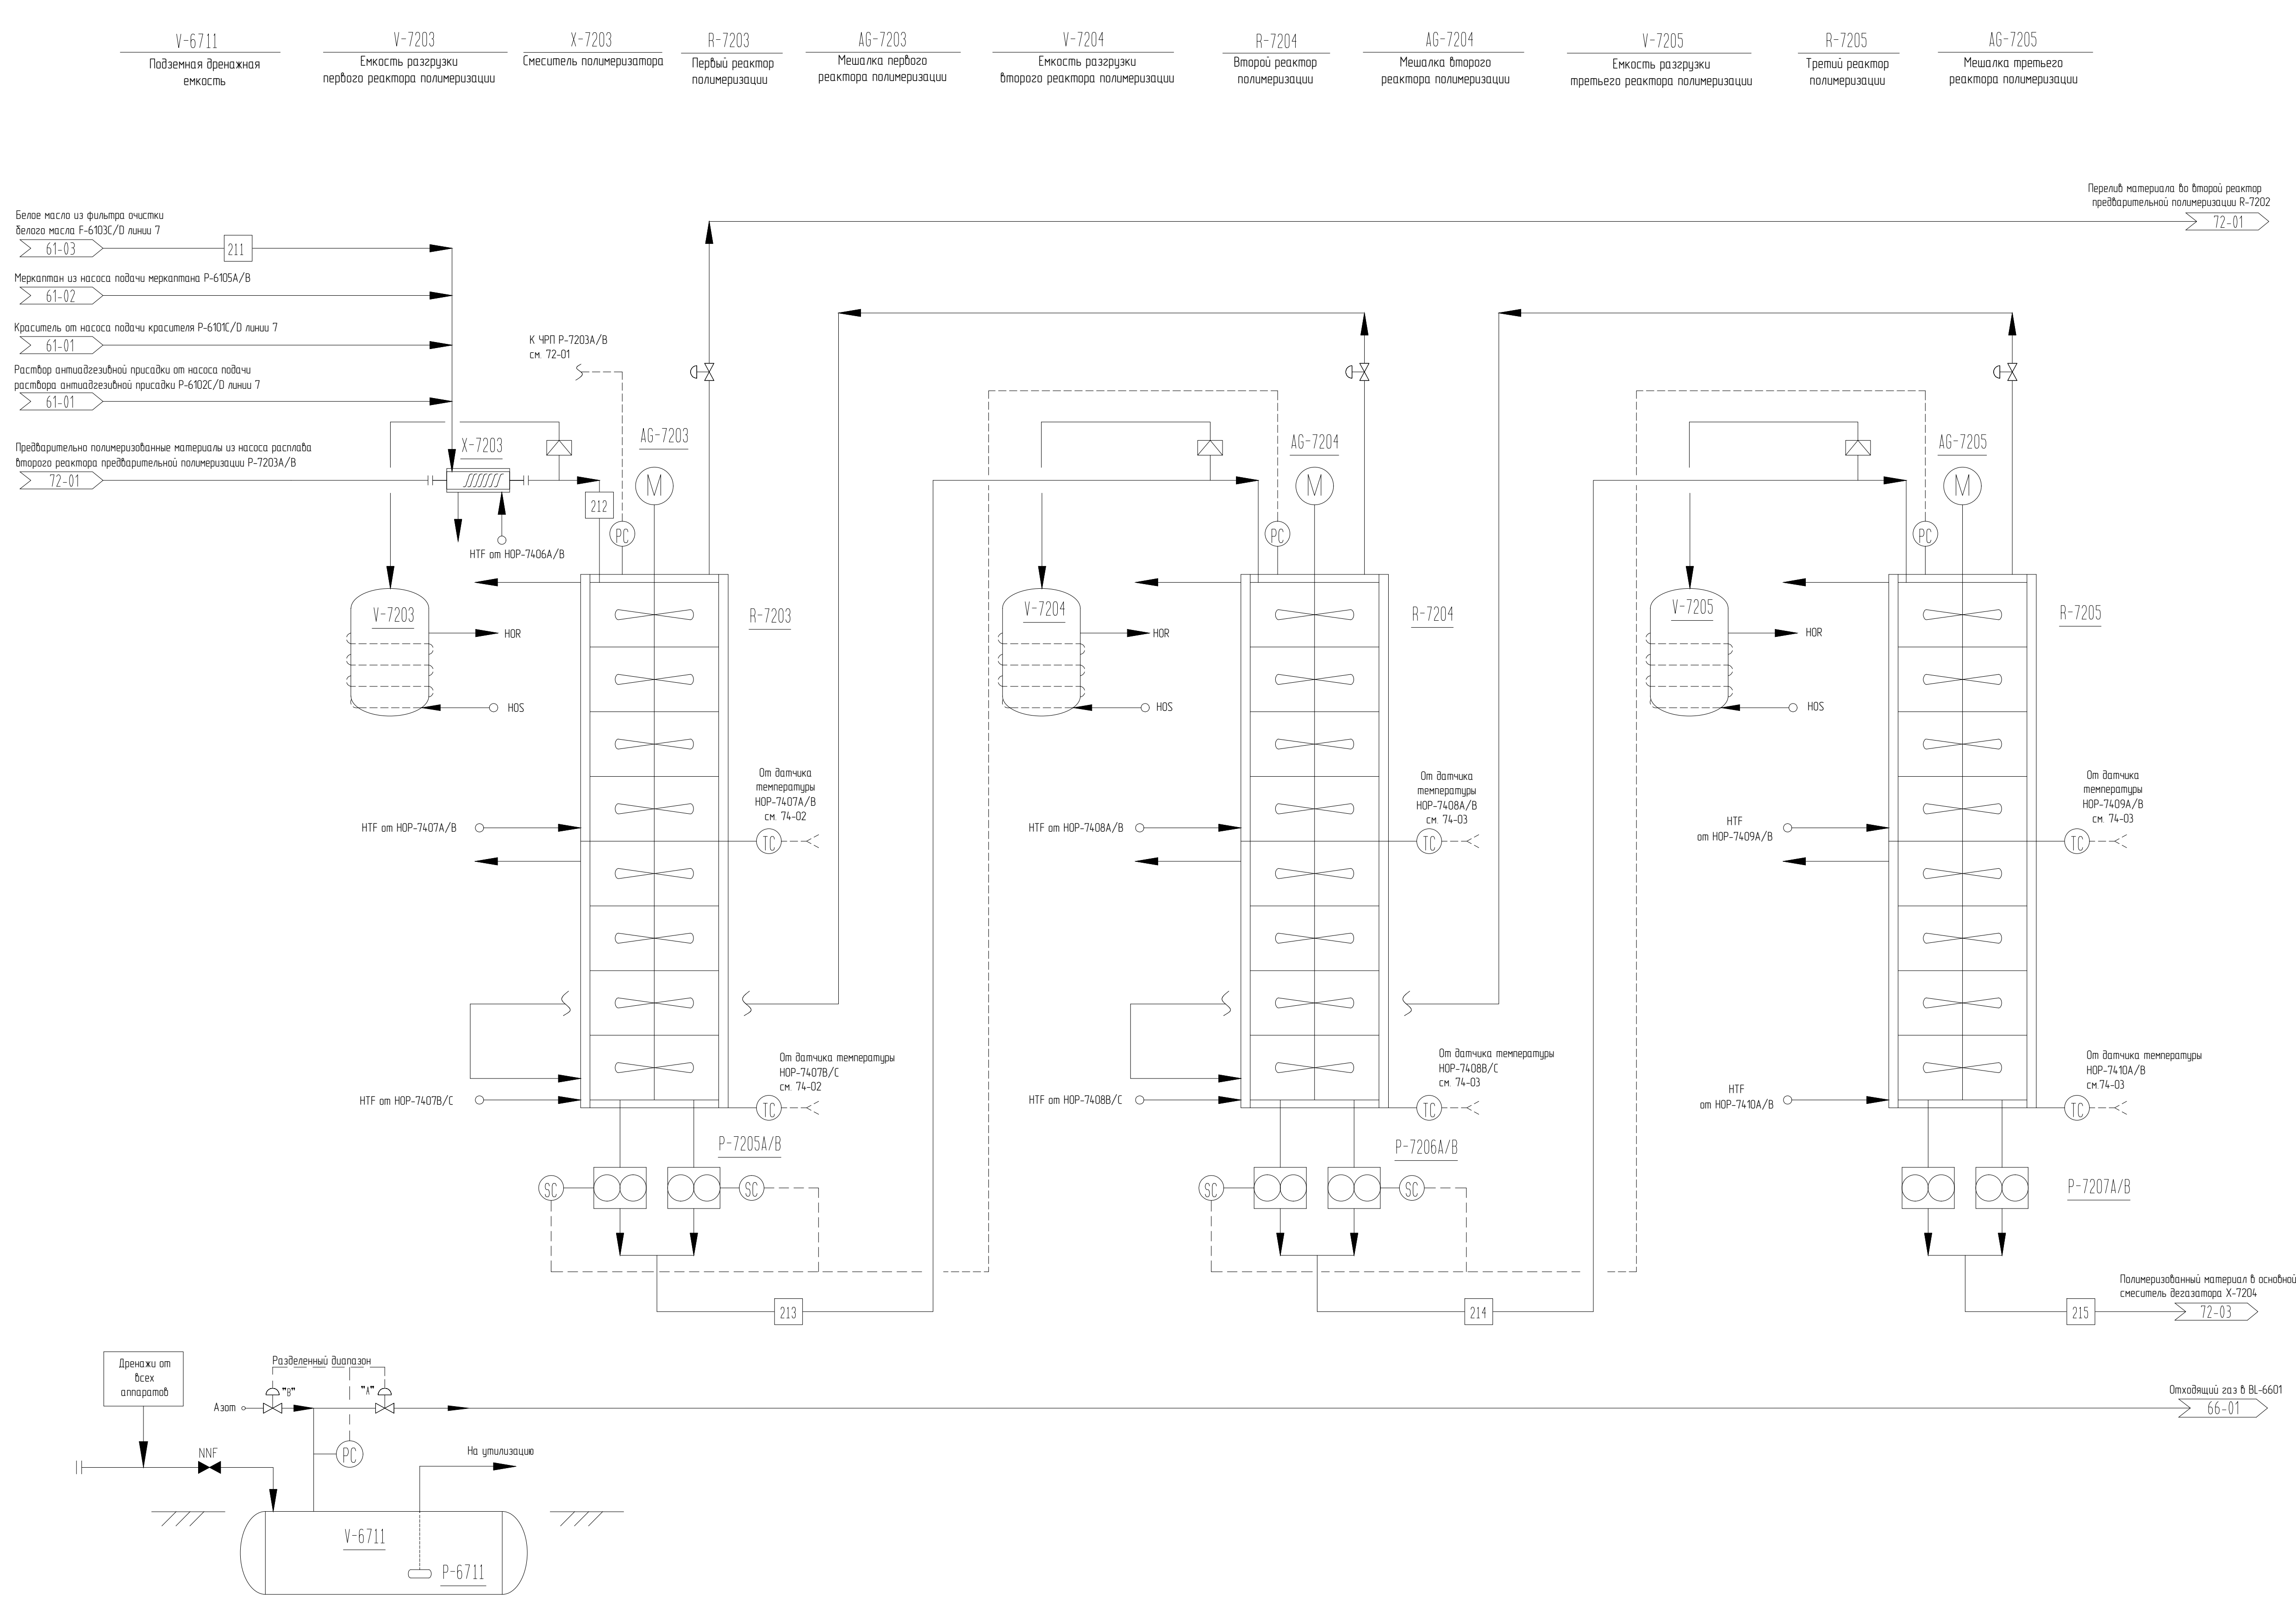 V-6711
Подземная дренажная
емкость
V-7203
Емкость разгрузки
первого реактора полимеризации
X-7203
Смеситель полимеризатора
R-7203
Первый реактор
полимеризации
AG-7203
Мешалка первого
реактора полимеризации
V-7204
Емкость разгрузки
второго реактора полимеризации
R-7204
Второй реактор
полимеризации
AG-7204
Мешалка второго
реактора полимеризации
V-7205
Емкость разгрузки
третьего реактора полимеризации
R-7205
Третий реактор
полимеризации
AG-7205
Мешалка третьего
реактора полимеризации
Перелив материала во второй реактор
предварительной полимеризации R-7202
72-01
Белое масло из фильтра очистки
белого масла F-6103C/D линии 7
61-03
211
Меркаптан из насоса подачи меркаптана P-6105A/B
61-02
Краситель от насоса подачи красителя P-6101C/D линии 7
61-01
Раствор антиадгезивной присадки от насоса подачи
раствора антиадгезивной присадки P-6102C/D линии 7
61-01
Предварительно полимеризованные материалы из насоса расплава
второго реактора предварительной полимеризации P-7203A/B
72-01
К ЧРП P-7203A/B
см. 72-01
X-7203
AG-7203
AG-7204
AG-7205
M
M
M
212
PC
PC
PC
HTF от HOP-7406A/B
V-7203
R-7203
V-7204
R-7204
V-7205
R-7205
HOR
HOR
HOR
HOS
HOS
HOS
От датчика
температуры
HOP-7407A/B
см. 74-02
От датчика
температуры
HOP-7408A/B
см. 74-03
От датчика
температуры
HOP-7409A/B
см. 74-03
HTF от HOP-7407A/B
TC
HTF от HOP-7408A/B
TC
HTF
от HOP-7409A/B
TC
От датчика температуры
HOP-7407B/C
см. 74-02
От датчика температуры
HOP-7408B/C
см. 74-03
От датчика температуры
HOP-7410A/B
см.74-03
HTF от HOP-7407B/C
TC
HTF от HOP-7408B/C
TC
HTF
от HOP-7410A/B
TC
P-7205A/B
P-7206A/B
P-7207A/B
SC
SC
SC
SC
213
214
215
Полимеризованный материал в основной
смеситель дегазатора X-7204
72-03
Дренажи от
всех
аппаратов
Разделенный диапазон
"B"
"A"
Азот
Отходящий газ в BL-6601
66-01
PC
NNF
На утилизацию
V-6711
P-6711